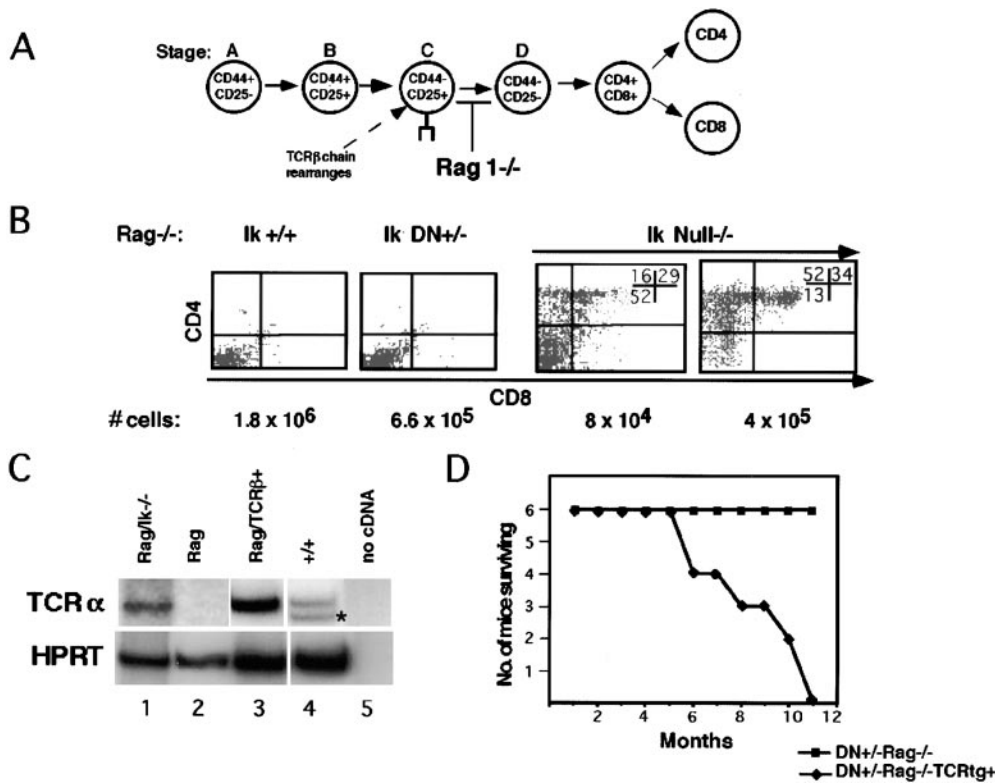 A
Stage: A B C D
CD44+ CD25-
CD44+ CD25+
CD44- CD25+
CD44- CD25-
CD4+ CD8+
CD4
CD8
TCRβ chain rearranges
Rag 1-/-
B
Rag-/-: Ik +/+ Ik DN+/- Ik Null-/-
16 29
52
52 34
13
CD4
CD8
# cells: 1.8 x 10⁶ 6.6 x 10⁵ 8 x 10⁴ 4 x 10⁵
C
Rag/Ik-/-
Rag
Rag/TCRβ+
+/+
no cDNA
TCR α
*
HPRT
1 2 3 4 5
D
No. of mice surviving
6
5
4
3
2
1
2 4 6 8 10 12
Months
DN+/-Rag-/-
DN+/-Rag-/-TCRtg+